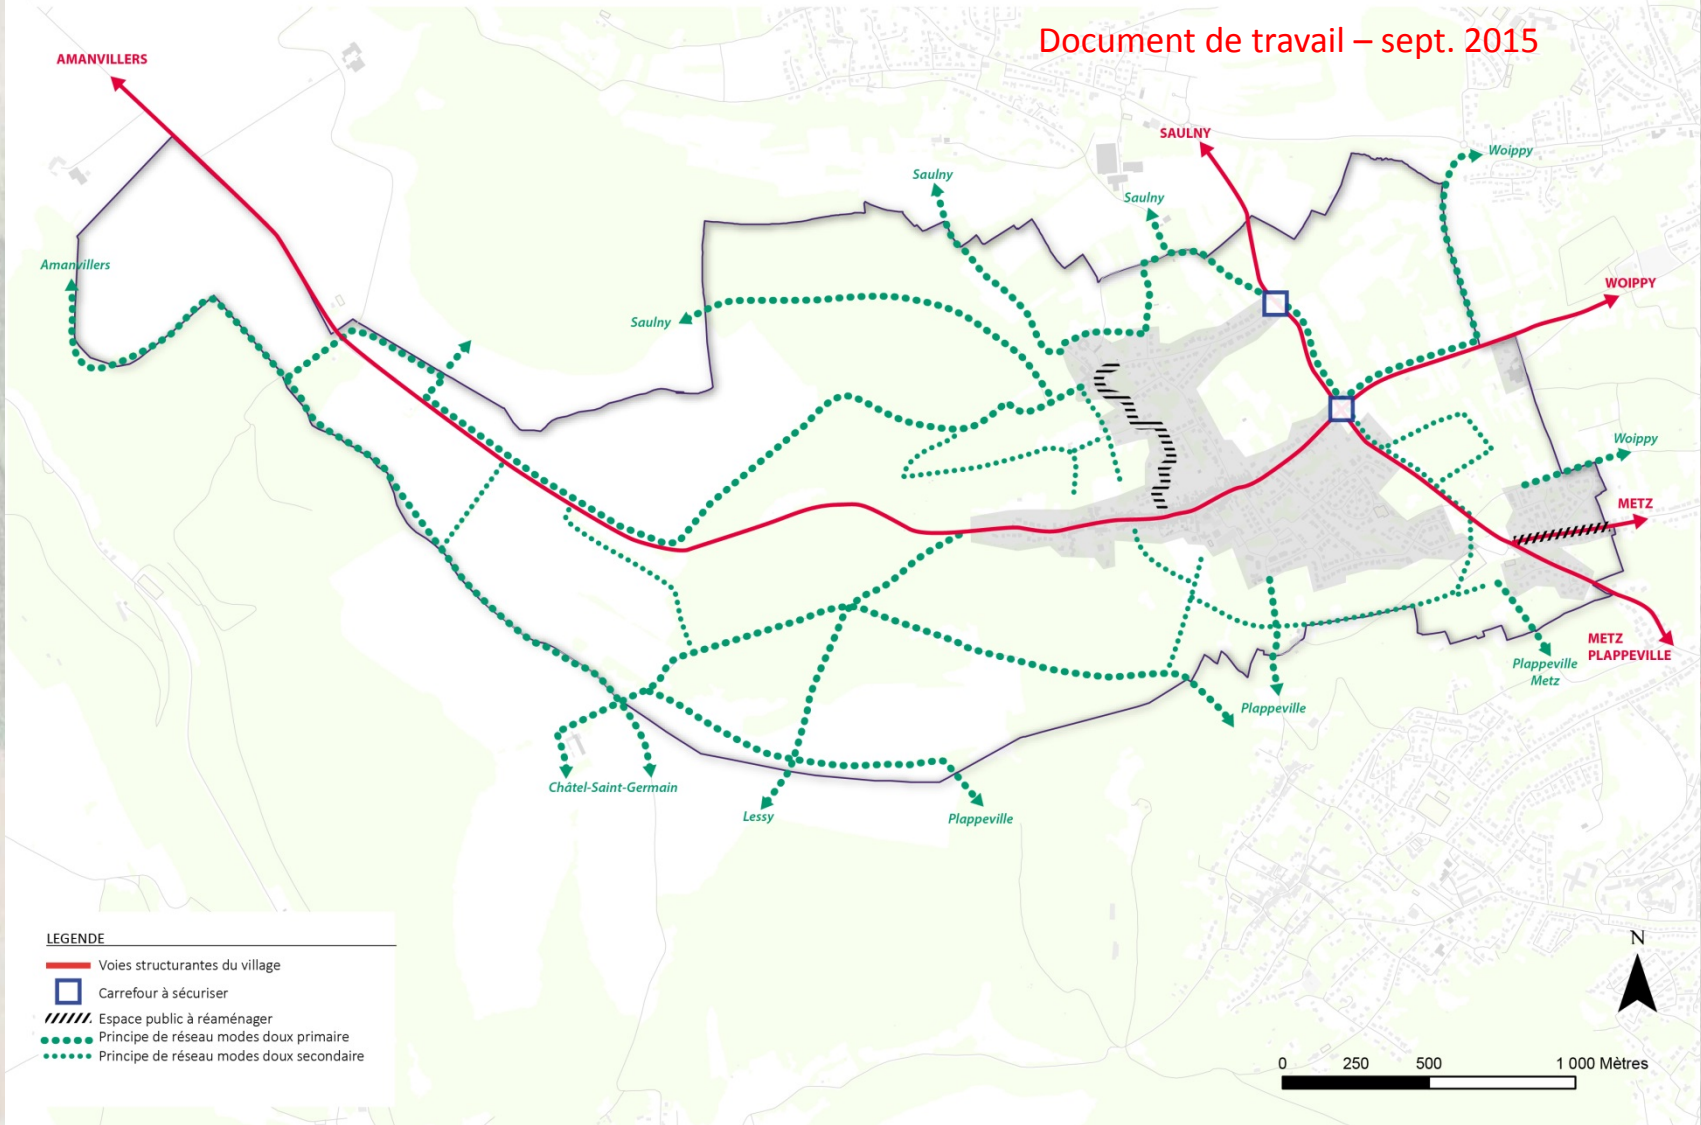 Document de travail – sept. 2015
AMANVILLERS
SAULNY
Woippy
Saulny
Saulny
Amanvillers
WOIPPY
Saulny
Woippy
METZ
METZ
PLAPPEVILLE
Plappeville
Metz
Plappeville
Châtel-Saint-Germain
Lessy
Plappeville
LEGENDE
Voies structurantes du village
Carrefour à sécuriser
Espace public à réaménager
Principe de réseau modes doux primaire
Principe de réseau modes doux secondaire
N
0 250 500 1 000 Mètres